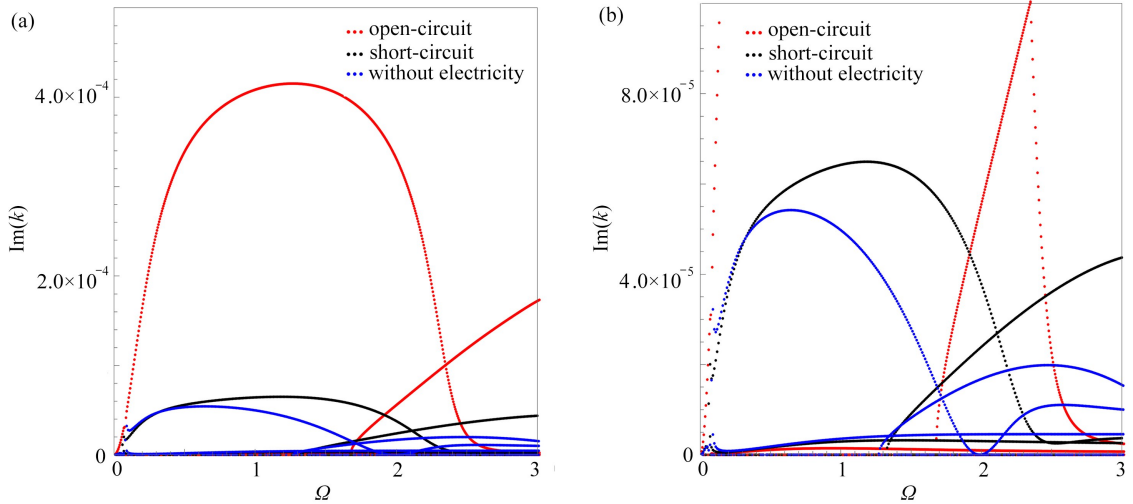 (a)
open-circuit
short-circuit
without electricity
4.0×10⁻⁴
2.0×10⁻⁴
0
Im(k)
0 1 2 3
Ω
(b)
open-circuit
short-circuit
without electricity
8.0×10⁻⁵
4.0×10⁻⁵
0
Im(k)
0 1 2 3
Ω